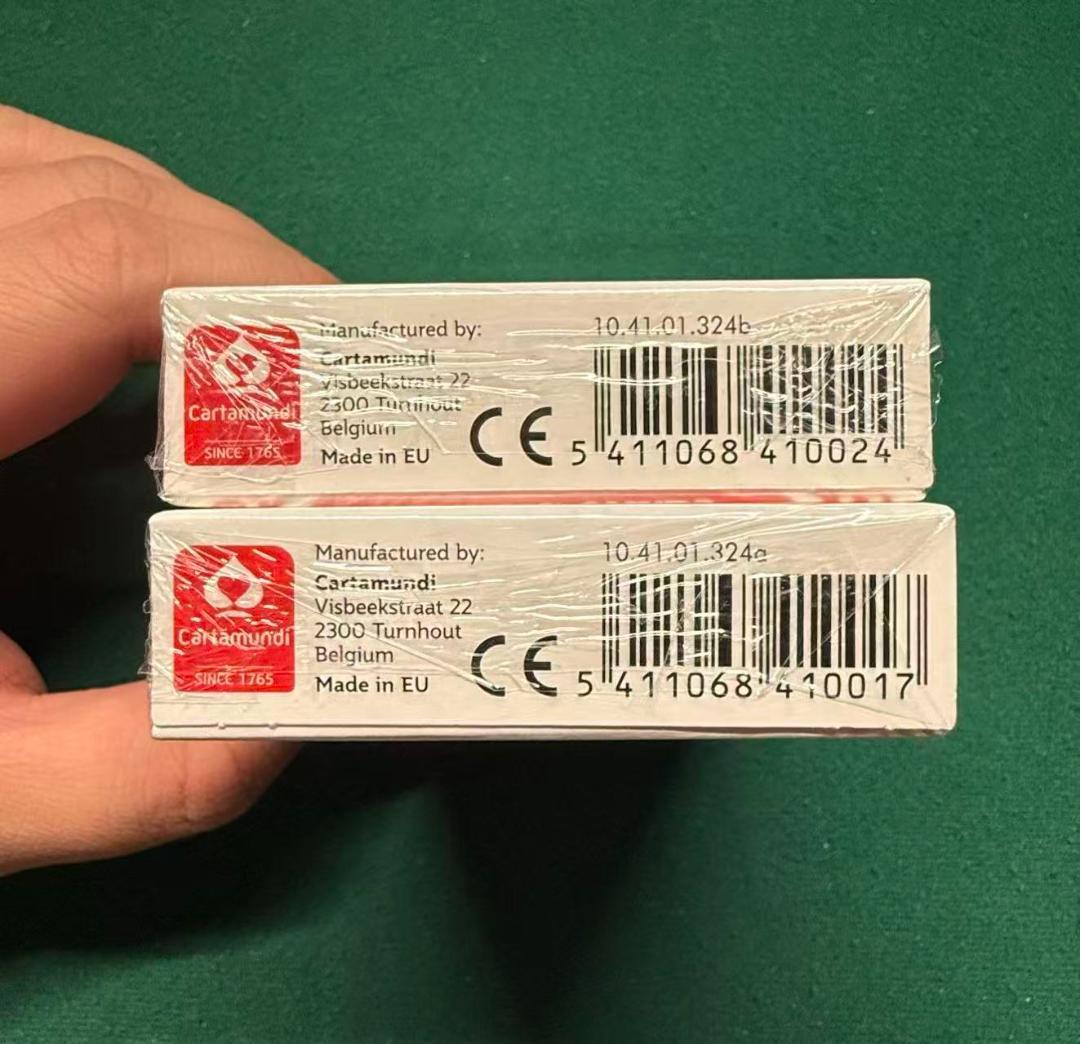 Cartamundi
SINCE 1765
Manufactured by:
Cartamundi
Visbeekstraat 22
2300 Turnhout
Belgium
Made in EU
CE
10.41.01.324b
5 411068 410024
Cartamundi
SINCE 1765
Manufactured by:
Cartamundi
Visbeekstraat 22
2300 Turnhout
Belgium
Made in EU
CE
10.41.01.324a
5 411068 410017